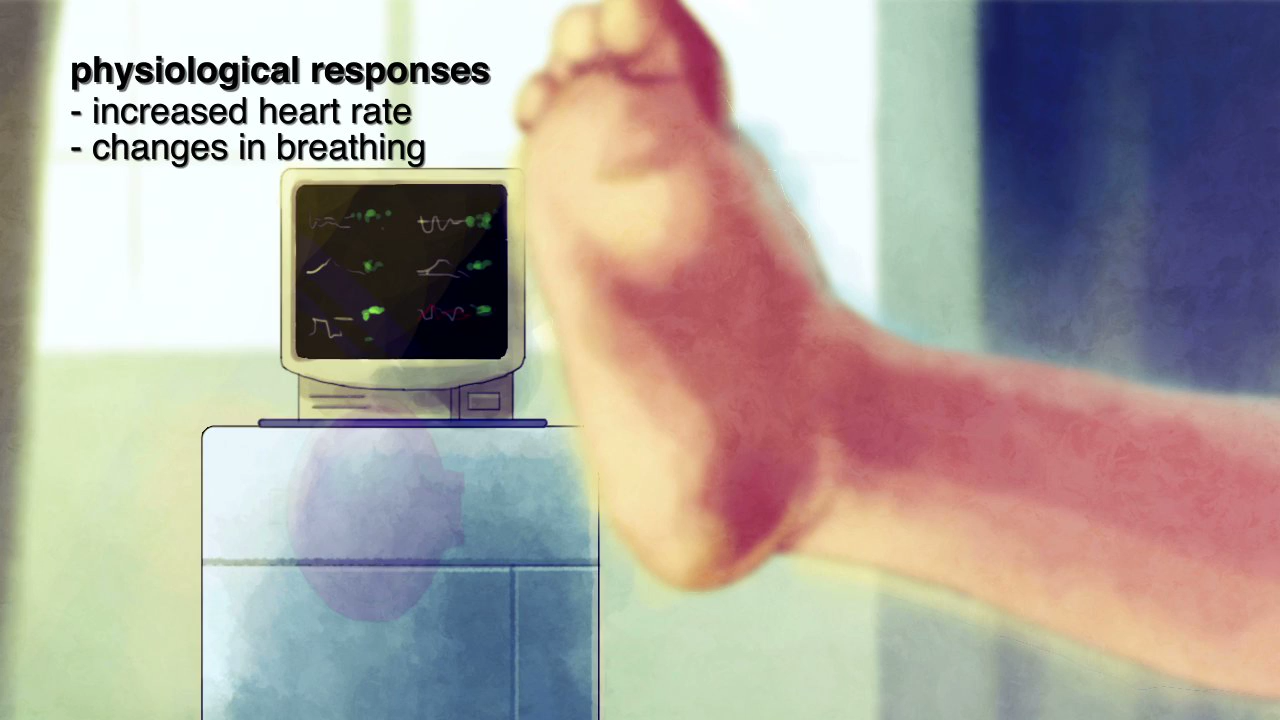 physiological responses
- increased heart rate
- changes in breathing